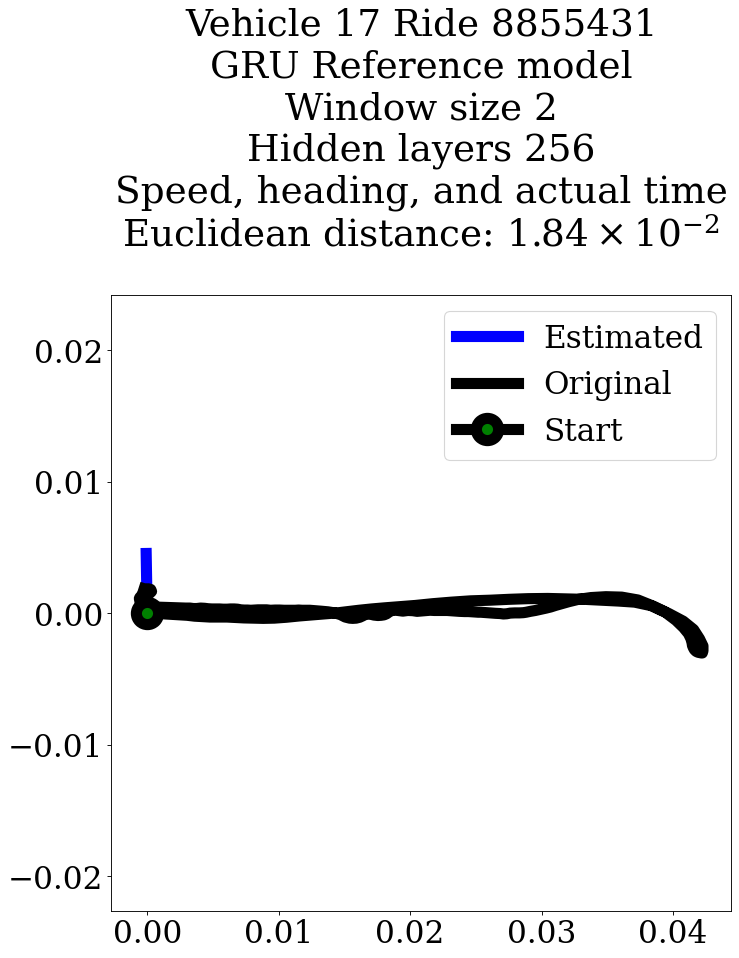 Vehicle 17 Ride 8855431
GRU Reference model
Window size 2
Hidden layers 256
Speed, heading, and actual time
Euclidean distance: 1.84 × 10⁻²
Estimated
Original
Start
0.02
0.01
0.00
−0.01
−0.02
0.00 0.01 0.02 0.03 0.04